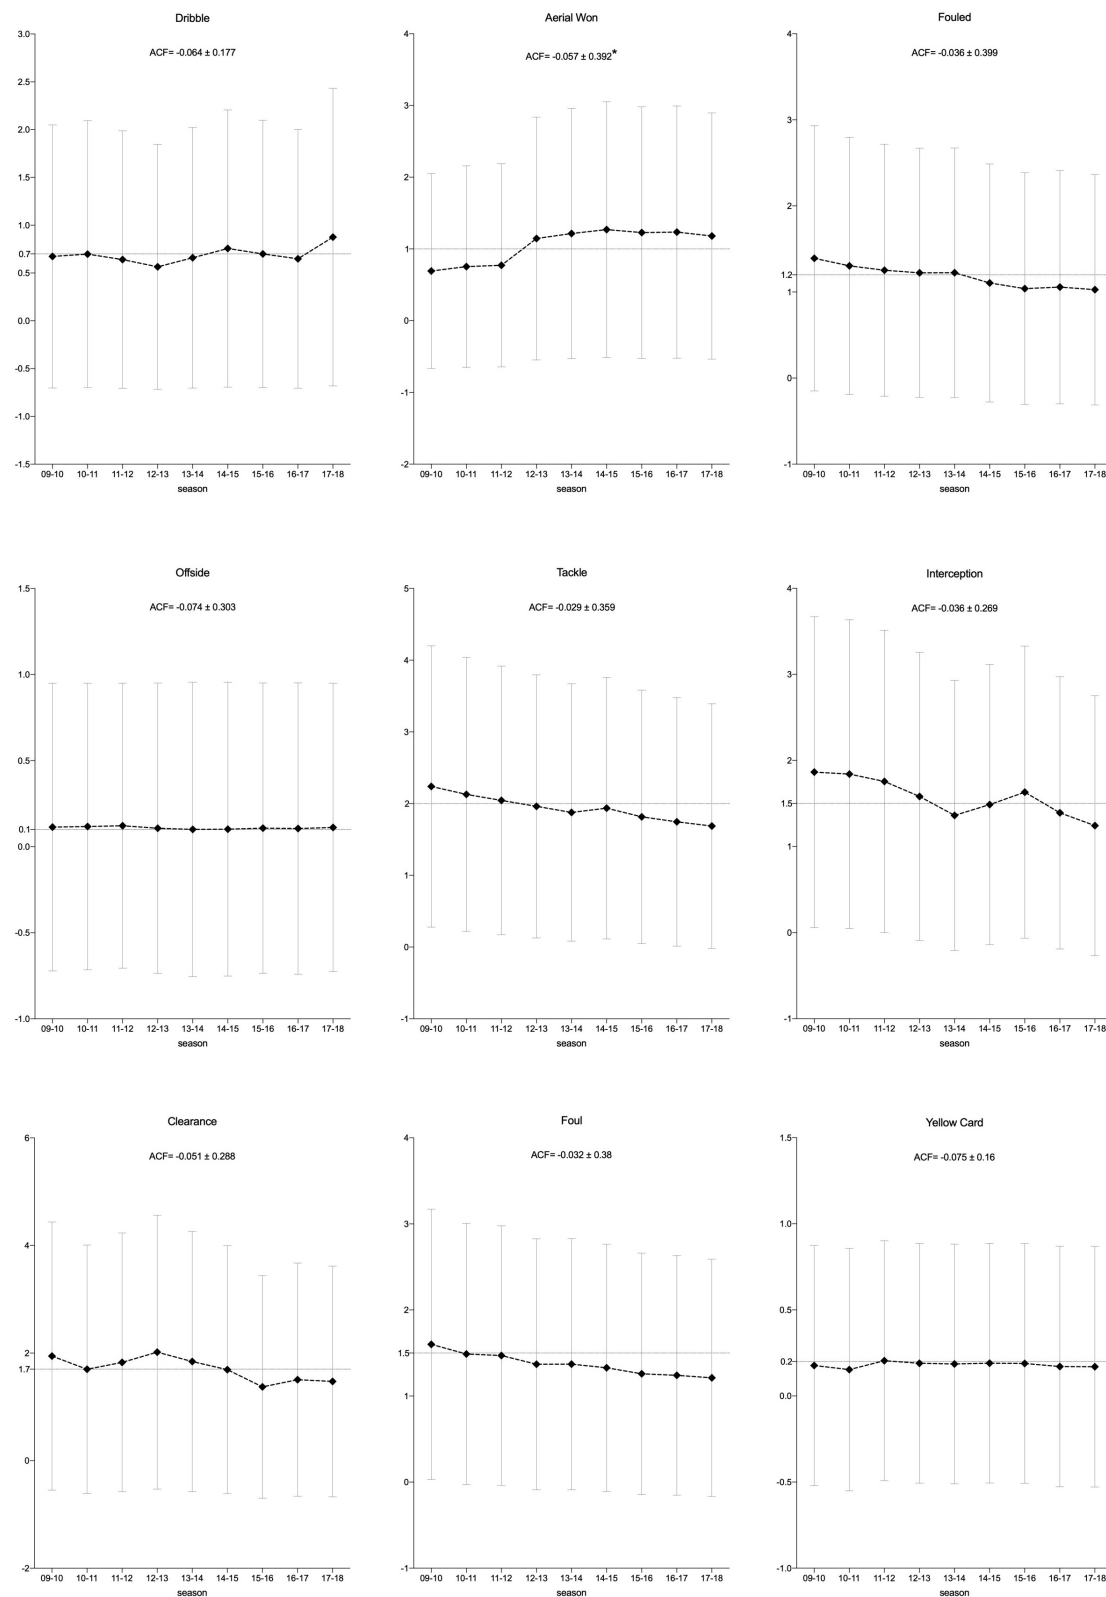 Dribble
ACF= -0.064 ± 0.177
3.0
2.5
2.0
1.5
1.0
0.7
0.5
0.0
-0.5
-1.0
-1.5
09-10 10-11 11-12 12-13 13-14 14-15 15-16 16-17 17-18
season
Aerial Won
ACF= -0.057 ± 0.392*
4
3
2
1
0
-1
-2
09-10 10-11 11-12 12-13 13-14 14-15 15-16 16-17 17-18
season
Fouled
ACF= -0.036 ± 0.399
4
3
2
1.2
1
0
-1
09-10 10-11 11-12 12-13 13-14 14-15 15-16 16-17 17-18
season
Offside
ACF= -0.074 ± 0.303
1.5
1.0
0.5
0.1
0.0
-0.5
-1.0
09-10 10-11 11-12 12-13 13-14 14-15 15-16 16-17 17-18
season
Tackle
ACF= -0.029 ± 0.359
5
4
3
2
1
0
-1
09-10 10-11 11-12 12-13 13-14 14-15 15-16 16-17 17-18
season
Interception
ACF= -0.036 ± 0.269
4
3
2
1.5
1
0
-1
09-10 10-11 11-12 12-13 13-14 14-15 15-16 16-17 17-18
season
Clearance
ACF= -0.051 ± 0.288
6
4
2
1.7
0
-2
09-10 10-11 11-12 12-13 13-14 14-15 15-16 16-17 17-18
season
Foul
ACF= -0.032 ± 0.38
4
3
2
1.5
1
0
-1
09-10 10-11 11-12 12-13 13-14 14-15 15-16 16-17 17-18
season
Yellow Card
ACF= -0.075 ± 0.16
1.5
1.0
0.5
0.2
0.0
-0.5
-1.0
09-10 10-11 11-12 12-13 13-14 14-15 15-16 16-17 17-18
season